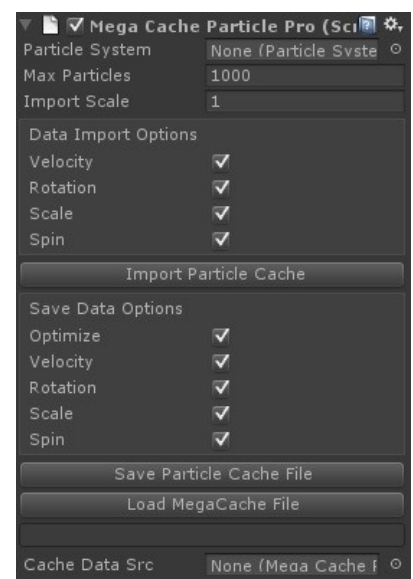 Mega Cache Particle Pro (Scr
Particle System None (Particle Syste
Max Particles 1000
Import Scale 1
Data Import Options
Velocity
Rotation
Scale
Spin
Import Particle Cache
Save Data Options
Optimize
Velocity
Rotation
Scale
Spin
Save Particle Cache File
Load MegaCache File
Cache Data Src None (Mega Cache P